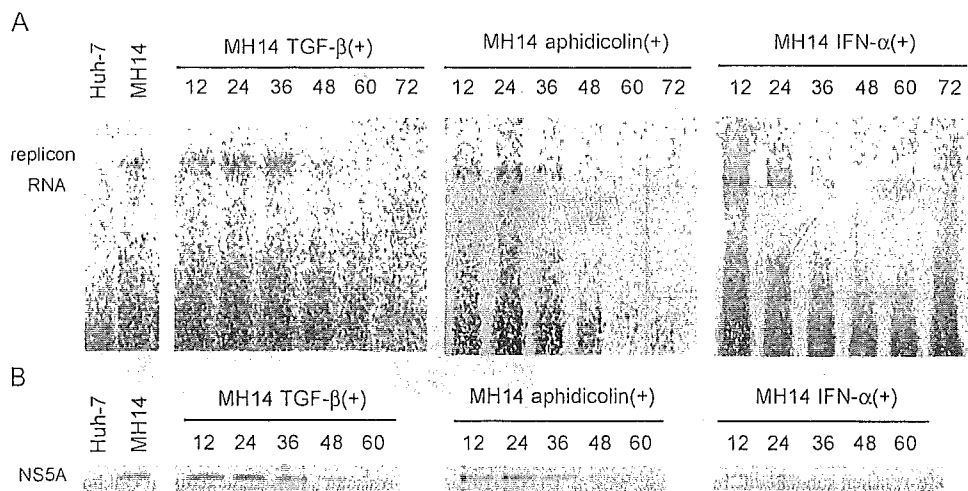 A
Huh-7
MH14
MH14 TGF-β(+)
MH14 aphidicolin(+)
MH14 IFN-α(+)
12 24 36 48 60 72
12 24 36 48 60 72
12 24 36 48 60 72
replicon
RNA
B
Huh-7
MH14
MH14 TGF-β(+)
MH14 aphidicolin(+)
MH14 IFN-α(+)
12 24 36 48 60
12 24 36 48 60
12 24 36 48 60
NS5A